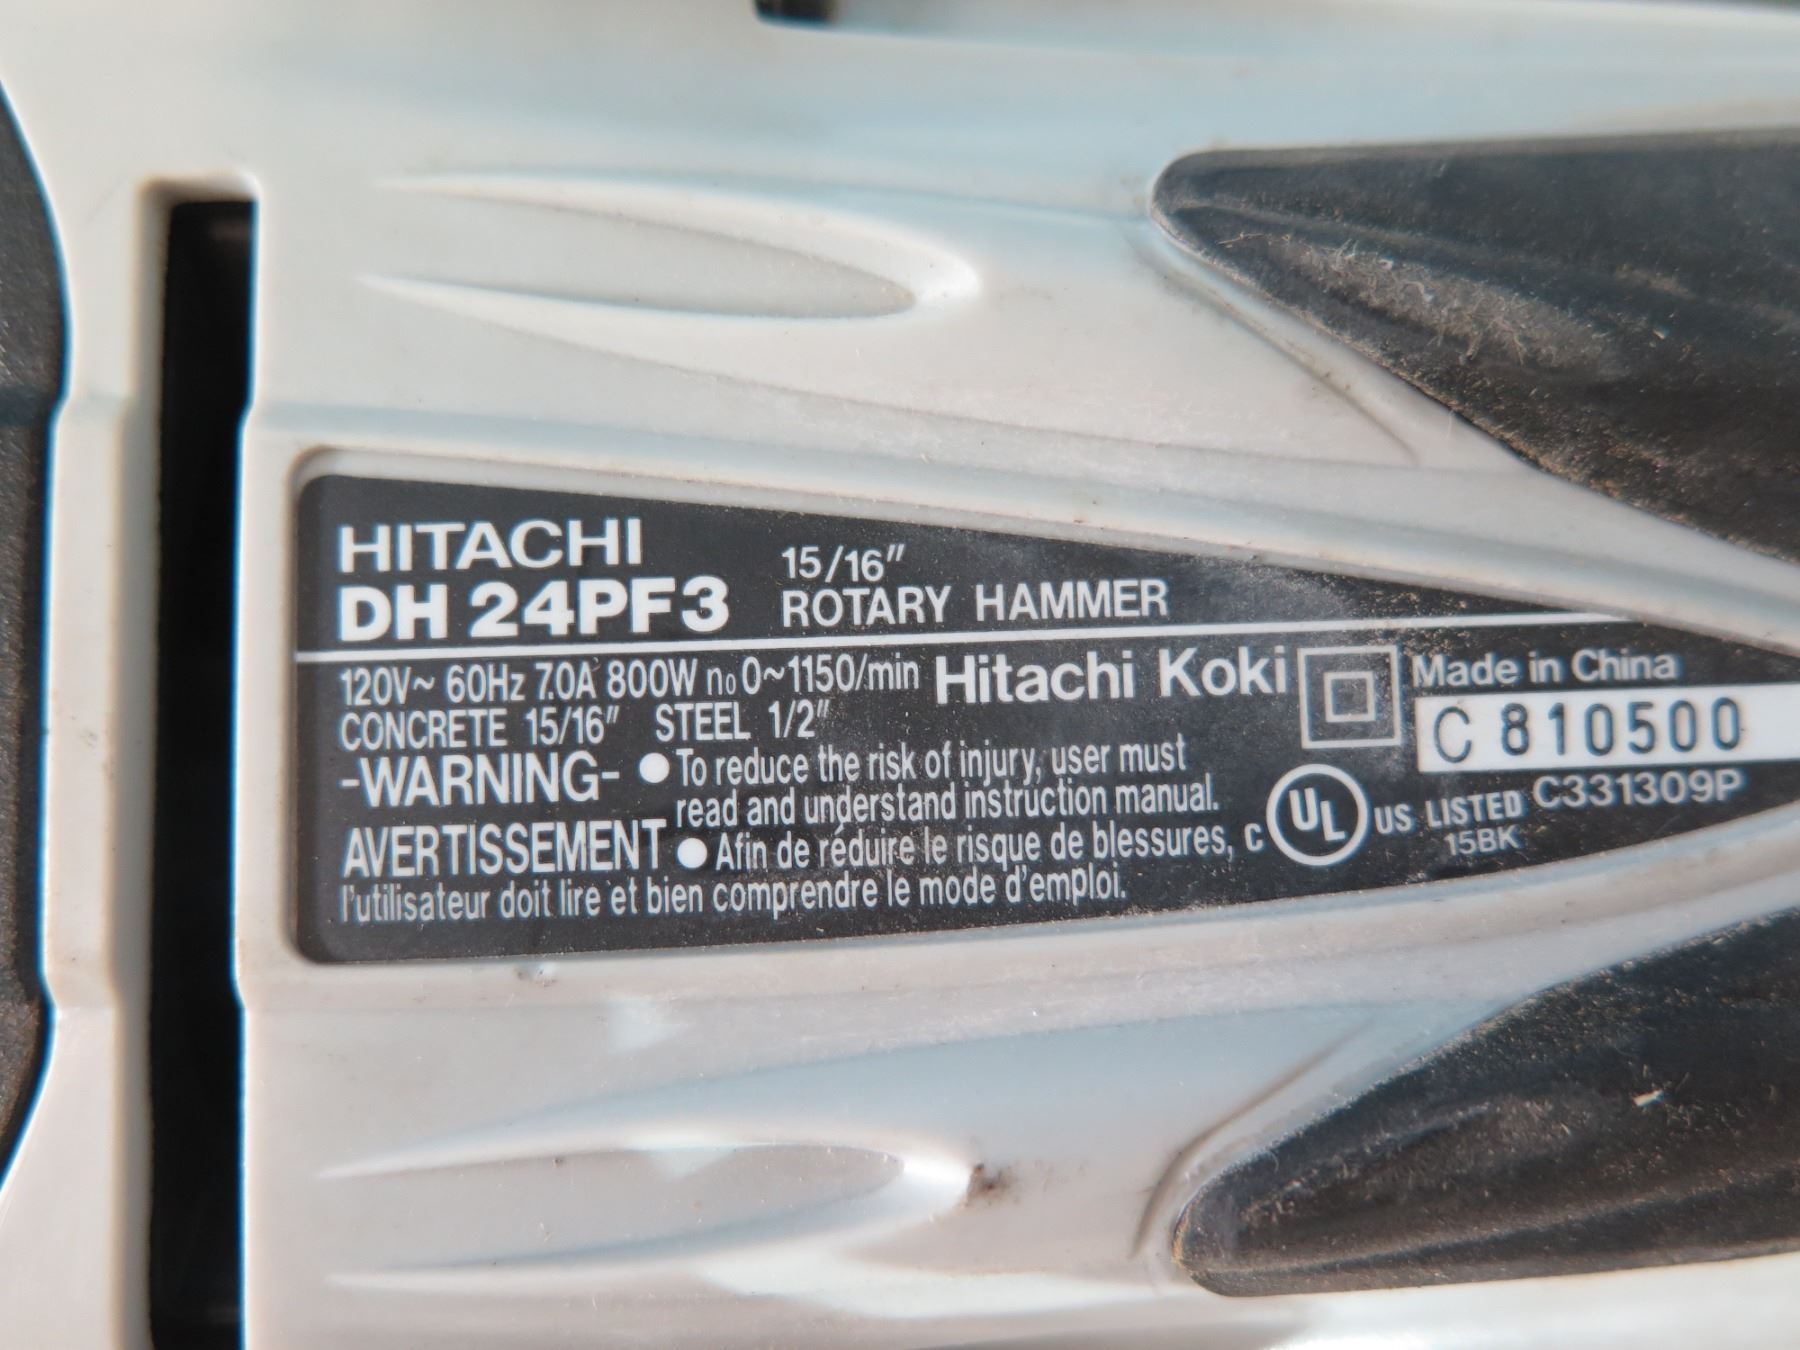 HITACHI
DH 24PF3
15/16"
ROTARY HAMMER
120V~ 60Hz 7.0A 800W no 0~1150/min
CONCRETE 15/16" STEEL 1/2"
Hitachi Koki
Made in China
C 810500
-WARNING- ● To reduce the risk of injury, user must
read and understand instruction manual.
AVERTISSEMENT ● Afin de réduire le risque de blessures,
l'utilisateur doit lire et bien comprendre le mode d'emploi.
C UL US LISTED C331309P
15BK